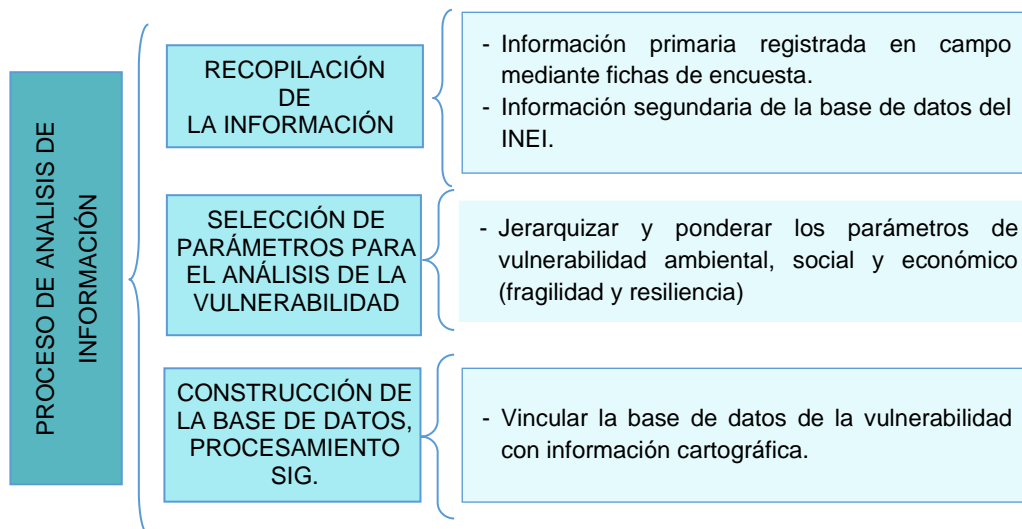 PROCESO DE ANALISIS DE
INFORMACIÓN
RECOPILACIÓN
DE
LA INFORMACIÓN
- Información primaria registrada en campo
mediante fichas de encuesta.
- Información segundaria de la base de datos del
INEI.
SELECCIÓN DE
PARÁMETROS PARA
EL ANÁLISIS DE LA
VULNERABILIDAD
- Jerarquizar y ponderar los parámetros de
vulnerabilidad ambiental, social y económico
(fragilidad y resiliencia)
CONSTRUCCIÓN DE
LA BASE DE DATOS,
PROCESAMIENTO
SIG.
- Vincular la base de datos de la vulnerabilidad
con información cartográfica.